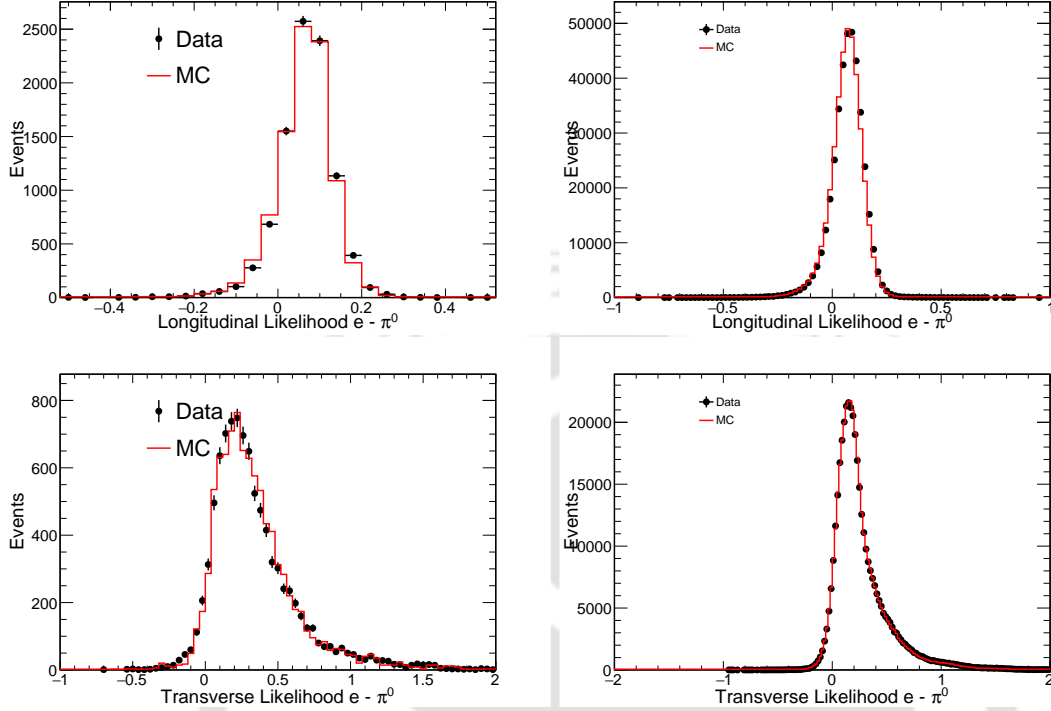 Events
2500
2000
1500
1000
500
0
Data
MC
−0.4 −0.2 0 0.2 0.4
Longitudinal Likelihood e - π⁰
Events
50000
40000
30000
20000
10000
0
Data
MC
−1 −0.5 0 0.5 1
Longitudinal Likelihood e - π⁰
Events
800
600
400
200
0
Data
MC
−1 −0.5 0 0.5 1 1.5 2
Transverse Likelihood e - π⁰
Events
20000
15000
10000
5000
0
Data
MC
−2 −1 0 1 2
Transverse Likelihood e - π⁰